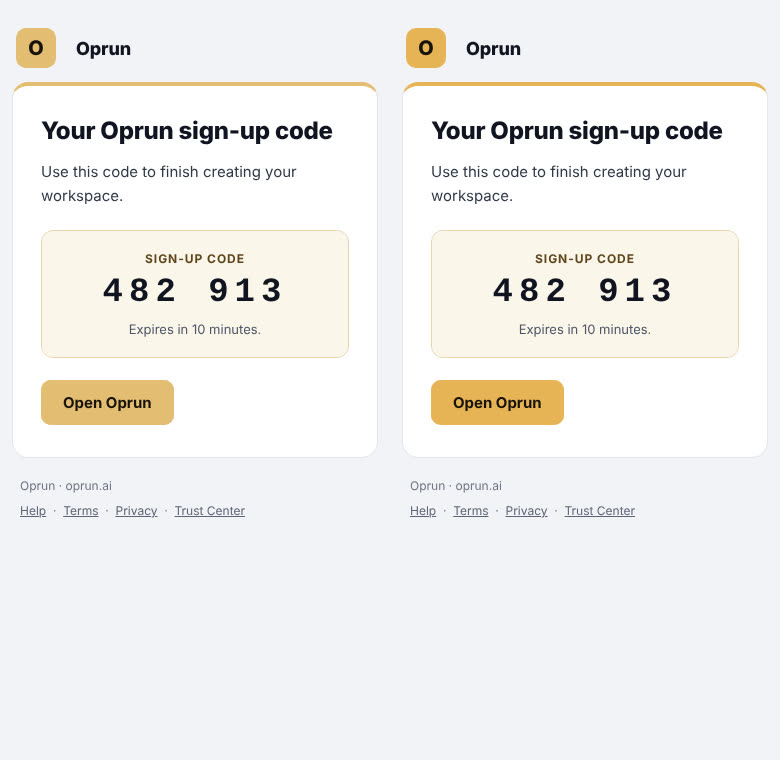 O Oprun
Your Oprun sign-up code
Use this code to finish creating your
workspace.
SIGN-UP CODE
482 913
Expires in 10 minutes.
Open Oprun
Oprun · oprun.ai
Help · Terms · Privacy · Trust Center
O Oprun
Your Oprun sign-up code
Use this code to finish creating your
workspace.
SIGN-UP CODE
482 913
Expires in 10 minutes.
Open Oprun
Oprun · oprun.ai
Help · Terms · Privacy · Trust Center